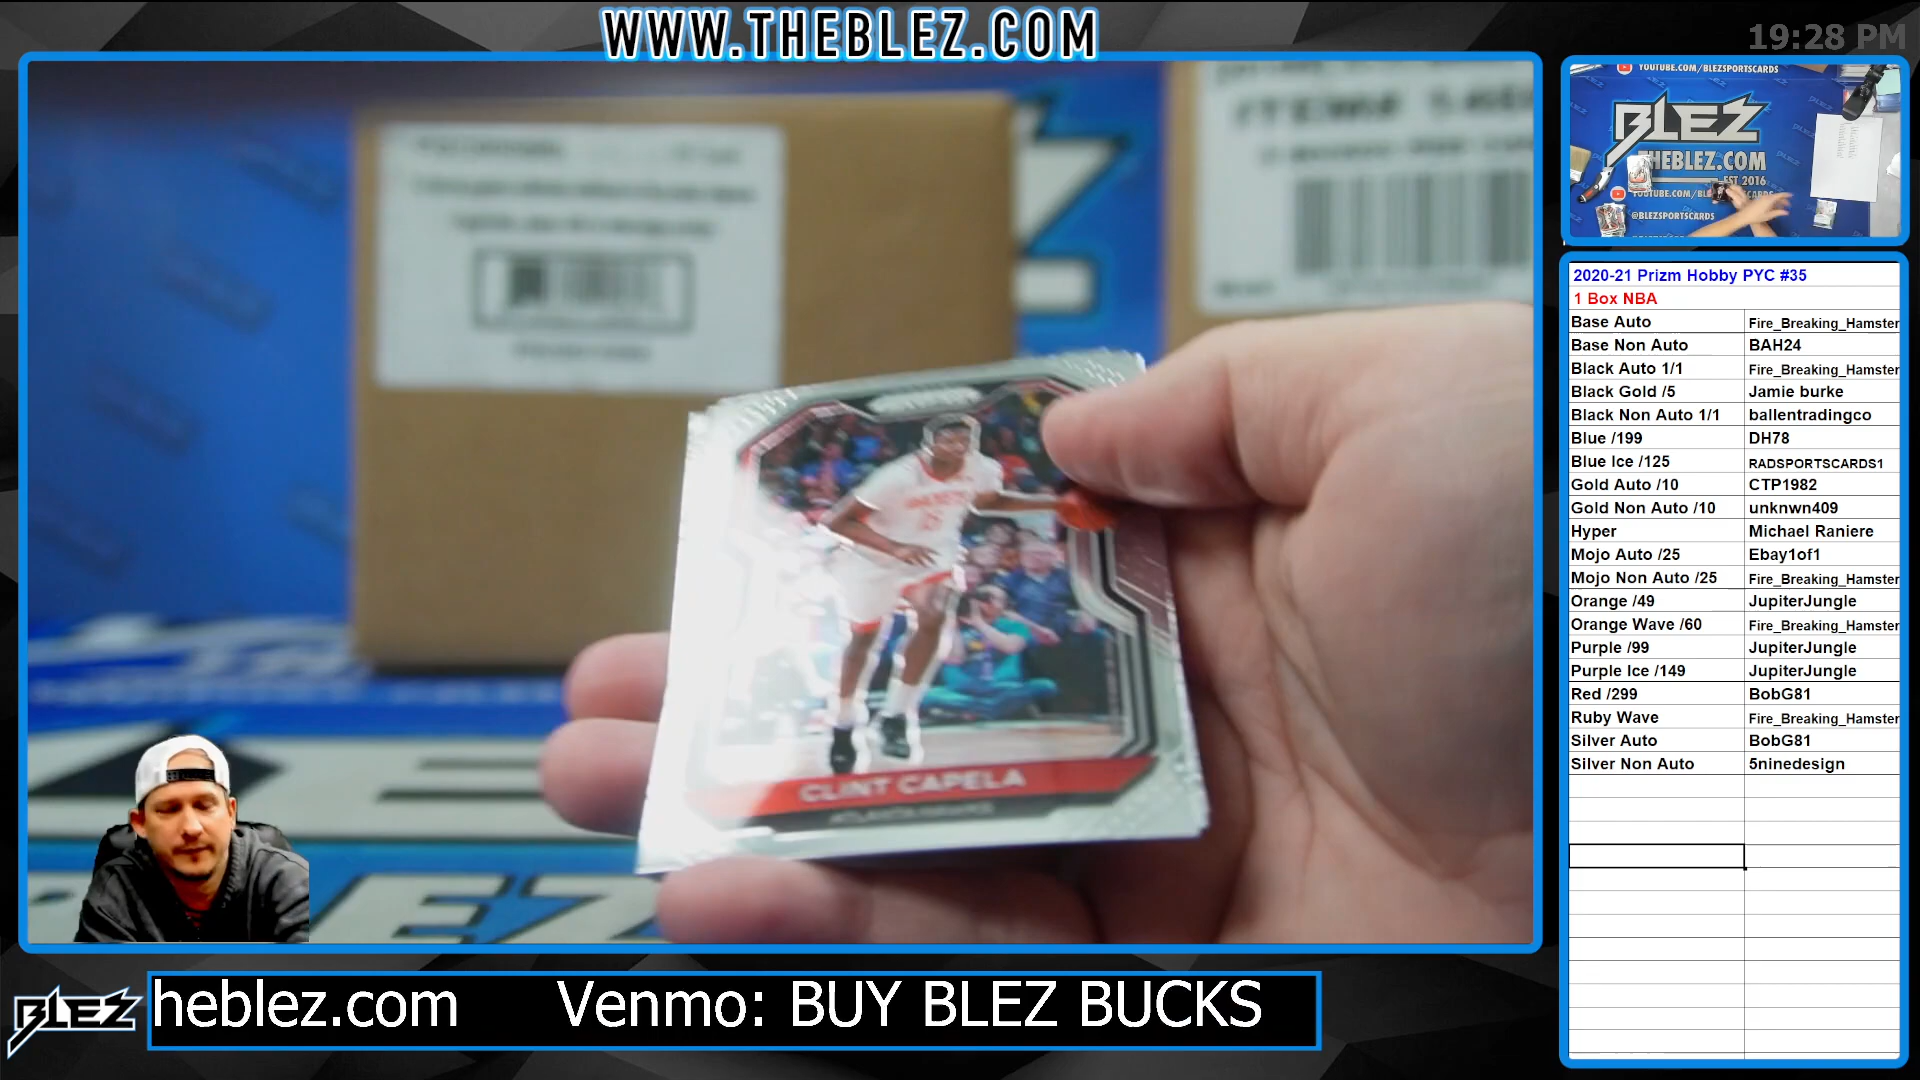 WWW.THEBLEZ.COM
19:28 PM
YOUTUBE.COM/BLEZSPORTSCARDS
BLEZ
THEBLEZ.COM
EST 2016
@BLEZSPORTSCARDS
CLINT CAPELA
2020-21 Prizm Hobby PYC #35
1 Box NBA
Base Auto Fire_Breaking_Hamster
Base Non Auto BAH24
Black Auto 1/1 Fire_Breaking_Hamster
Black Gold /5 Jamie burke
Black Non Auto 1/1 ballentradingco
Blue /199 DH78
Blue Ice /125 RADSPORTSCARDS1
Gold Auto /10 CTP1982
Gold Non Auto /10 unknwn409
Hyper Michael Raniere
Mojo Auto /25 Ebay1of1
Mojo Non Auto /25 Fire_Breaking_Hamster
Orange /49 JupiterJungle
Orange Wave /60 Fire_Breaking_Hamster
Purple /99 JupiterJungle
Purple Ice /149 JupiterJungle
Red /299 BobG81
Ruby Wave Fire_Breaking_Hamster
Silver Auto BobG81
Silver Non Auto 5ninedesign
BLEZ
heblez.com Venmo: BUY BLEZ BUCKS